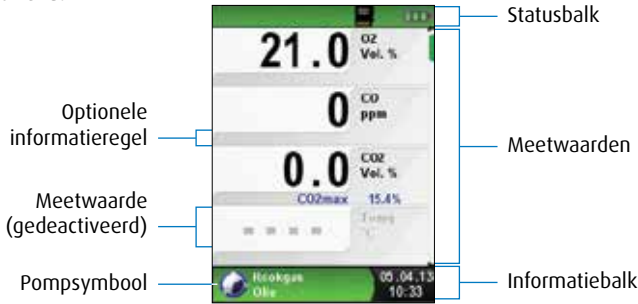 Statusbalk
21.0 O2 Vol. %
0 CO ppm
Optionele informatieregel
Meetwaarden
0.0 CO2 Vol. %
CO2max 15.4%
Meetwaarde (gedeactiveerd)
- - - -
°C
Pompsymbool
Rookgas
Olie
05.04.13
10:33
Informatiebalk